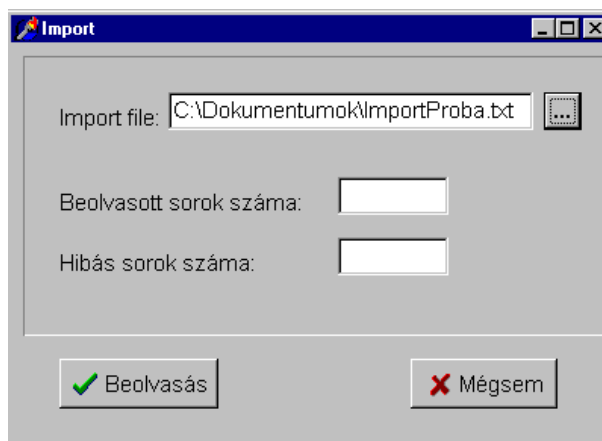 Import
Import file: C:\Dokumentumok\ImportProba.txt ...
Beolvasott sorok száma:
Hibás sorok száma:
Beolvasás Mégsem